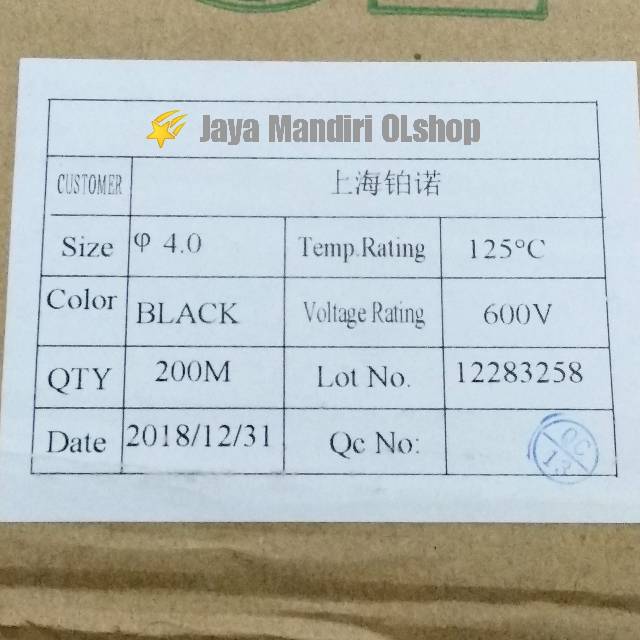 Jaya Mandiri OLshop
CUSTOMER 上海铂诺
Size φ 4.0 Temp.Rating 125°C
Color BLACK Voltage Rating 600V
QTY 200M Lot No. 12283258
Date 2018/12/31 Qc No: QC 13